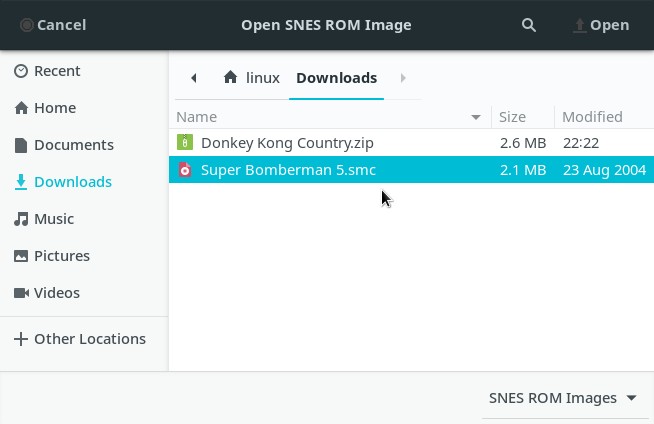 Cancel Open SNES ROM Image Open
Recent
Home
Documents
Downloads
Music
Pictures
Videos
Other Locations
linux Downloads
Name Size Modified
Donkey Kong Country.zip 2.6 MB 22:22
Super Bomberman 5.smc 2.1 MB 23 Aug 2004
SNES ROM Images